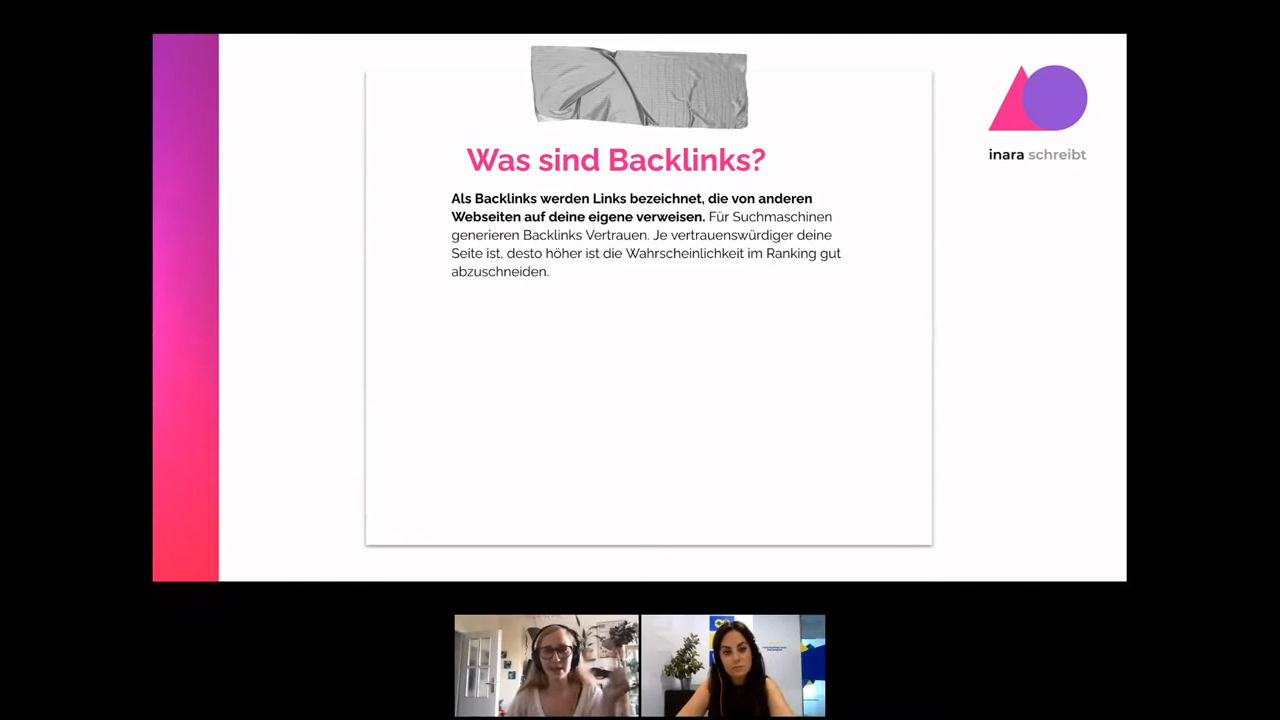 Was sind Backlinks?
Als Backlinks werden Links bezeichnet, die von anderen
Webseiten auf deine eigene verweisen. Für Suchmaschinen
generieren Backlinks Vertrauen. Je vertrauenswürdiger deine
Seite ist, desto höher ist die Wahrscheinlichkeit im Ranking gut
abzuschneiden.
inara schreibt